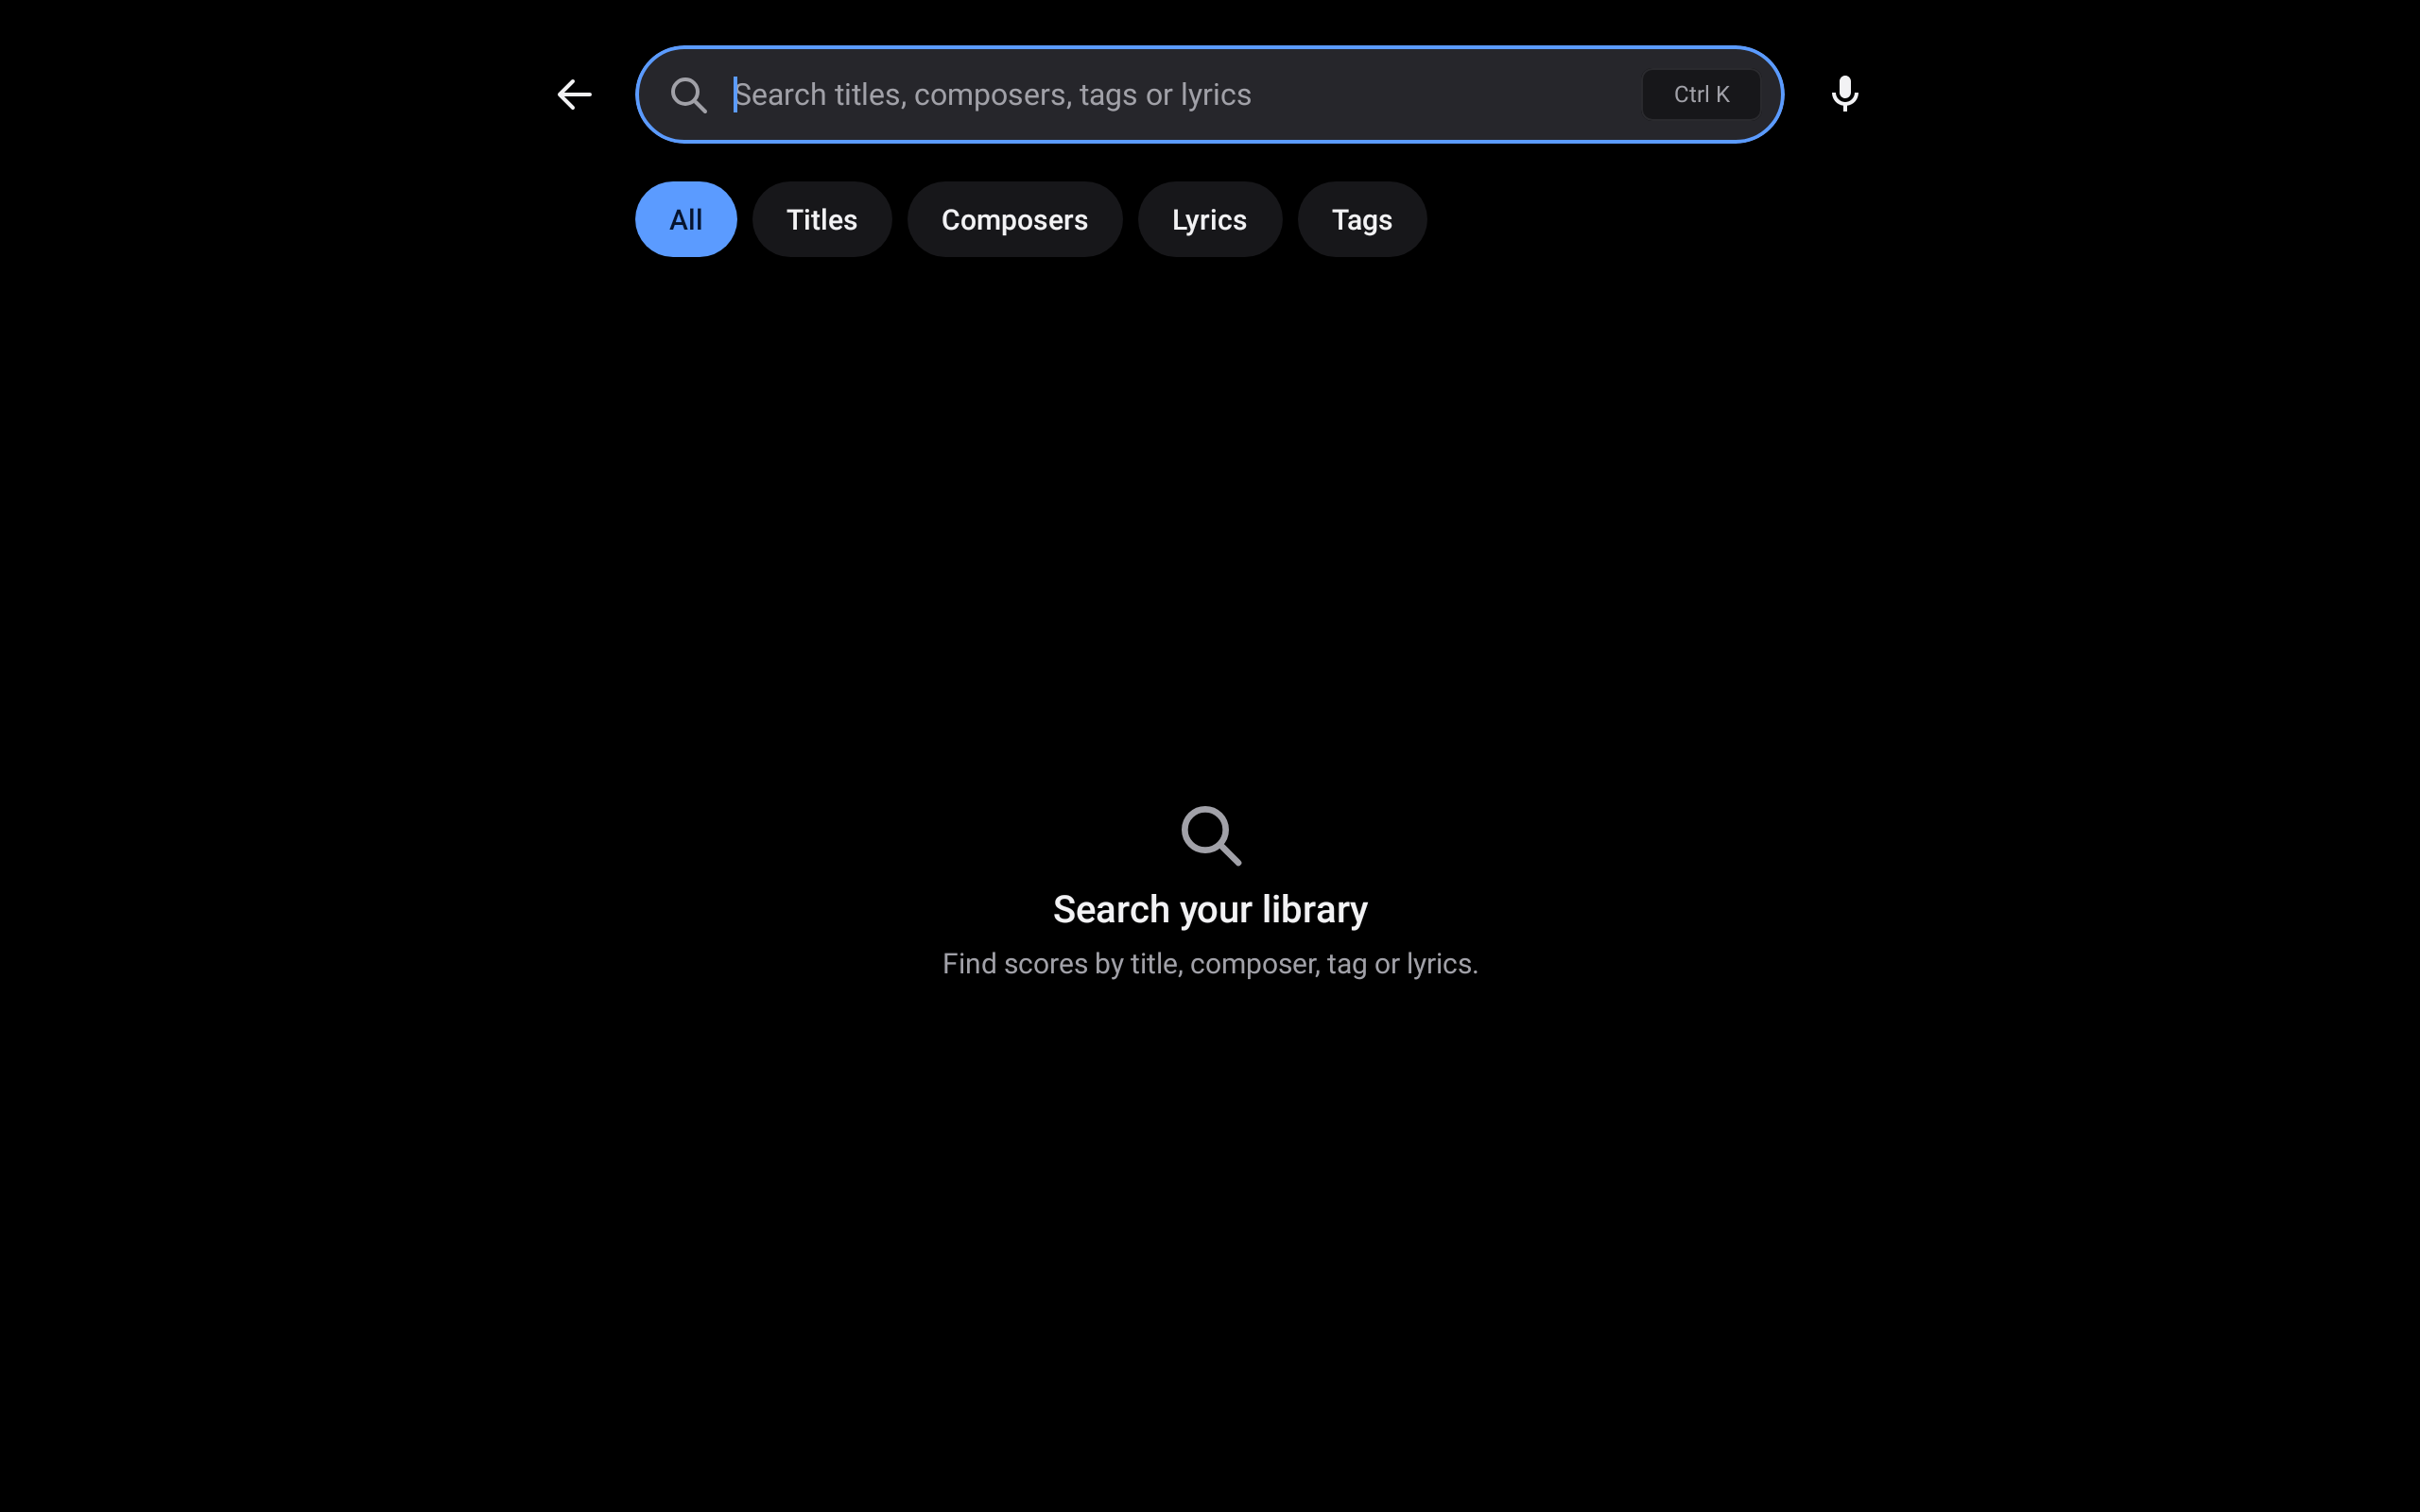 Search titles, composers, tags or lyrics
Ctrl K
All
Titles
Composers
Lyrics
Tags
Search your library
Find scores by title, composer, tag or lyrics.